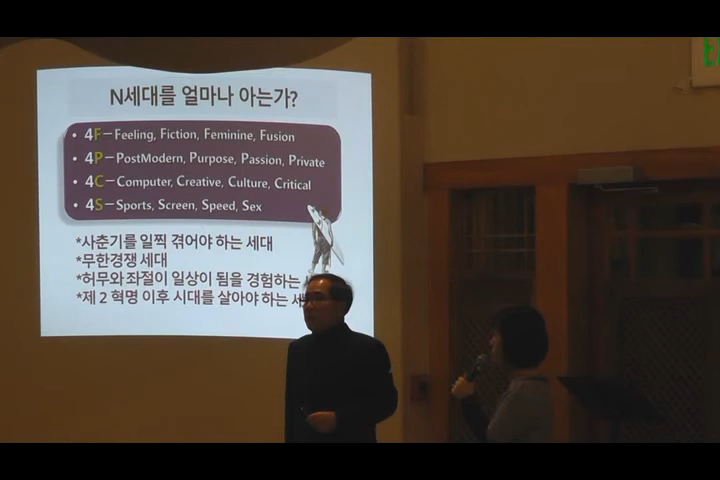 N세대를 얼마나 아는가?
• 4F－Feeling, Fiction, Feminine, Fusion
• 4P－PostModern, Purpose, Passion, Private
• 4C－Computer, Creative, Culture, Critical
• 4S－Sports, Screen, Speed, Sex
*사춘기를 일찍 겪어야 하는 세대
*무한경쟁 세대
*허무와 좌절이 일상이 됨을 경험하는
*제 2 혁명 이후 시대를 살아야 하는